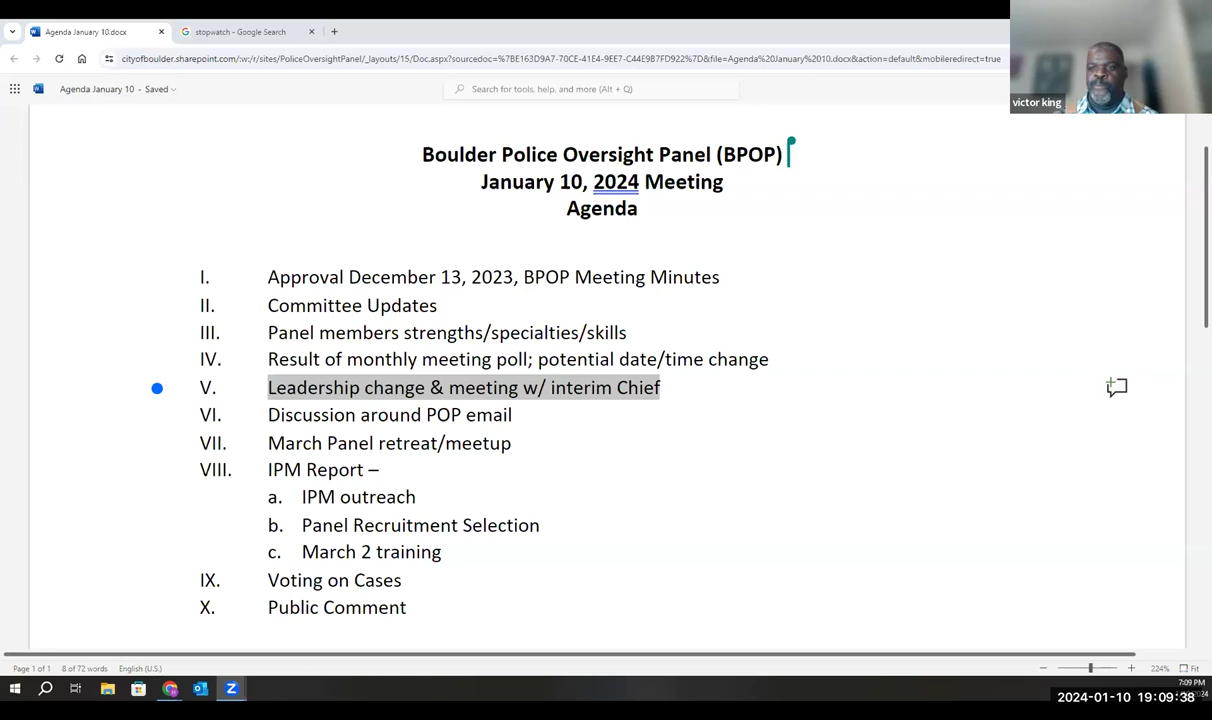 Agenda January 10.docx
stopwatch - Google Search
cityofboulder.sharepoint.com/:w:/r/sites/PoliceOversightPanel/_layouts/15/Doc.aspx?sourcedoc=%7BE163D9A7-70CE-41E4-9EE7-C44E9B7FD922%7D&file=Agenda%20January%2010.docx&action=default&mobileredirect=true
Agenda January 10 - Saved
Search for tools, help, and more (Alt + Q)
victor king
Boulder Police Oversight Panel (BPOP)
January 10, 2024 Meeting
Agenda
I. Approval December 13, 2023, BPOP Meeting Minutes
II. Committee Updates
III. Panel members strengths/specialties/skills
IV. Result of monthly meeting poll; potential date/time change
V. Leadership change & meeting w/ interim Chief
VI. Discussion around POP email
VII. March Panel retreat/meetup
VIII. IPM Report –
a. IPM outreach
b. Panel Recruitment Selection
c. March 2 training
IX. Voting on Cases
X. Public Comment
Page 1 of 1 8 of 72 words English (U.S.) 224% Fit
7:09 PM
2024-01-10 19:09:38